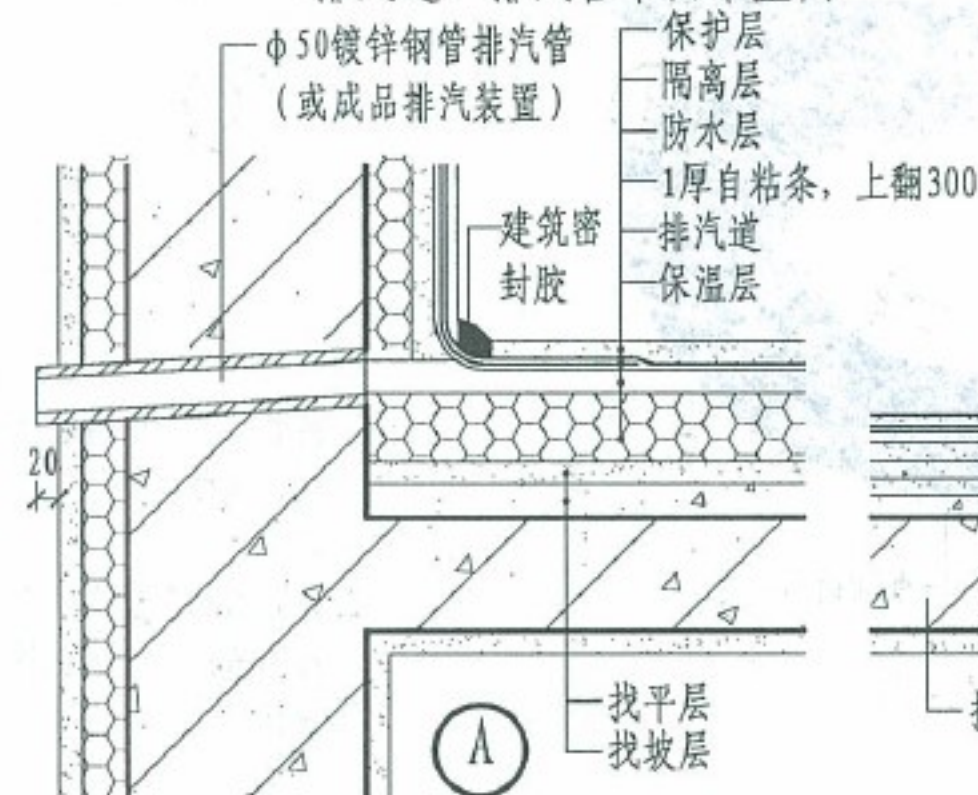 φ50镀锌钢管排汽管
（或成品排汽装置）
保护层
隔离层
防水层
1厚自粘条，上翻300
排汽道
保温层
建筑密
封胶
20
找平层
找坡层
A